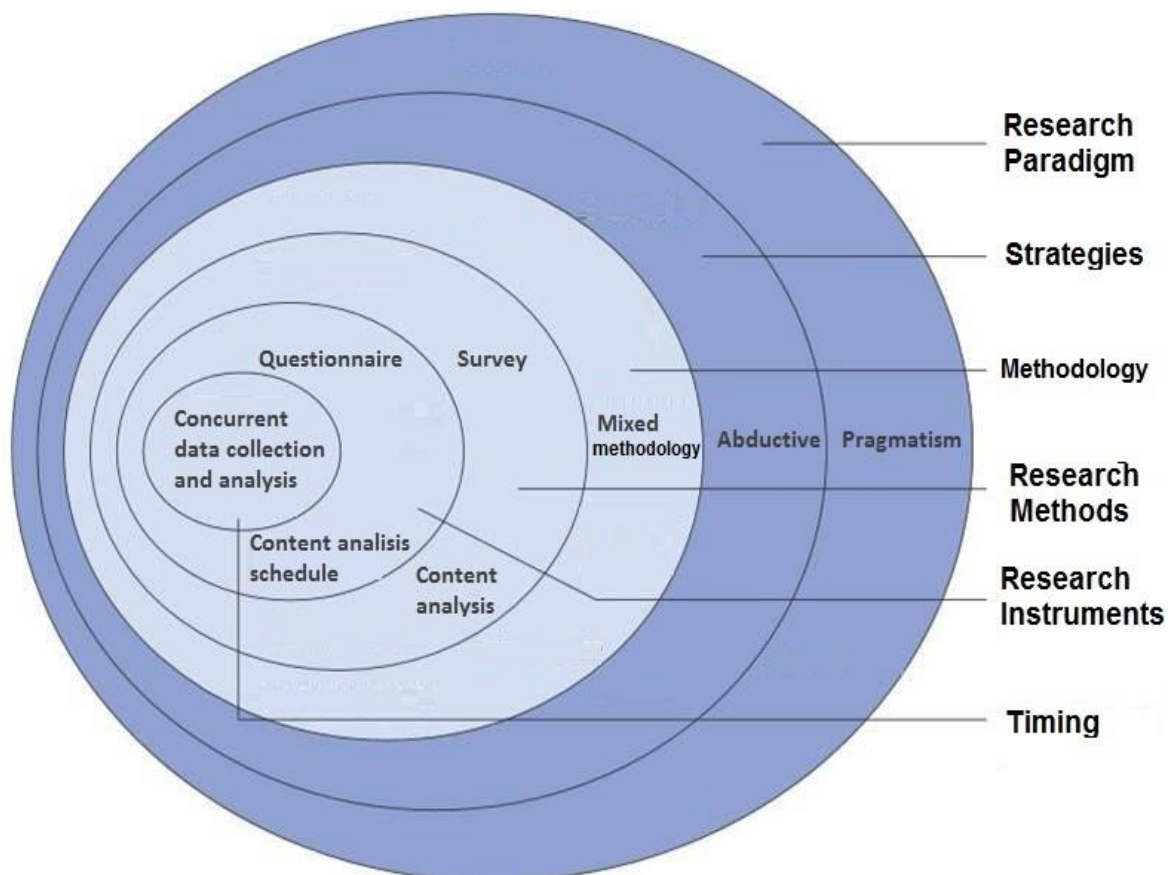 Research
Paradigm
Strategies
Questionnaire
Survey
Methodology
Concurrent
data collection
and analysis
Mixed
methodology
Abductive
Pragmatism
Research
Methods
Content analisis
schedule
Content
analysis
Research
Instruments
Timing